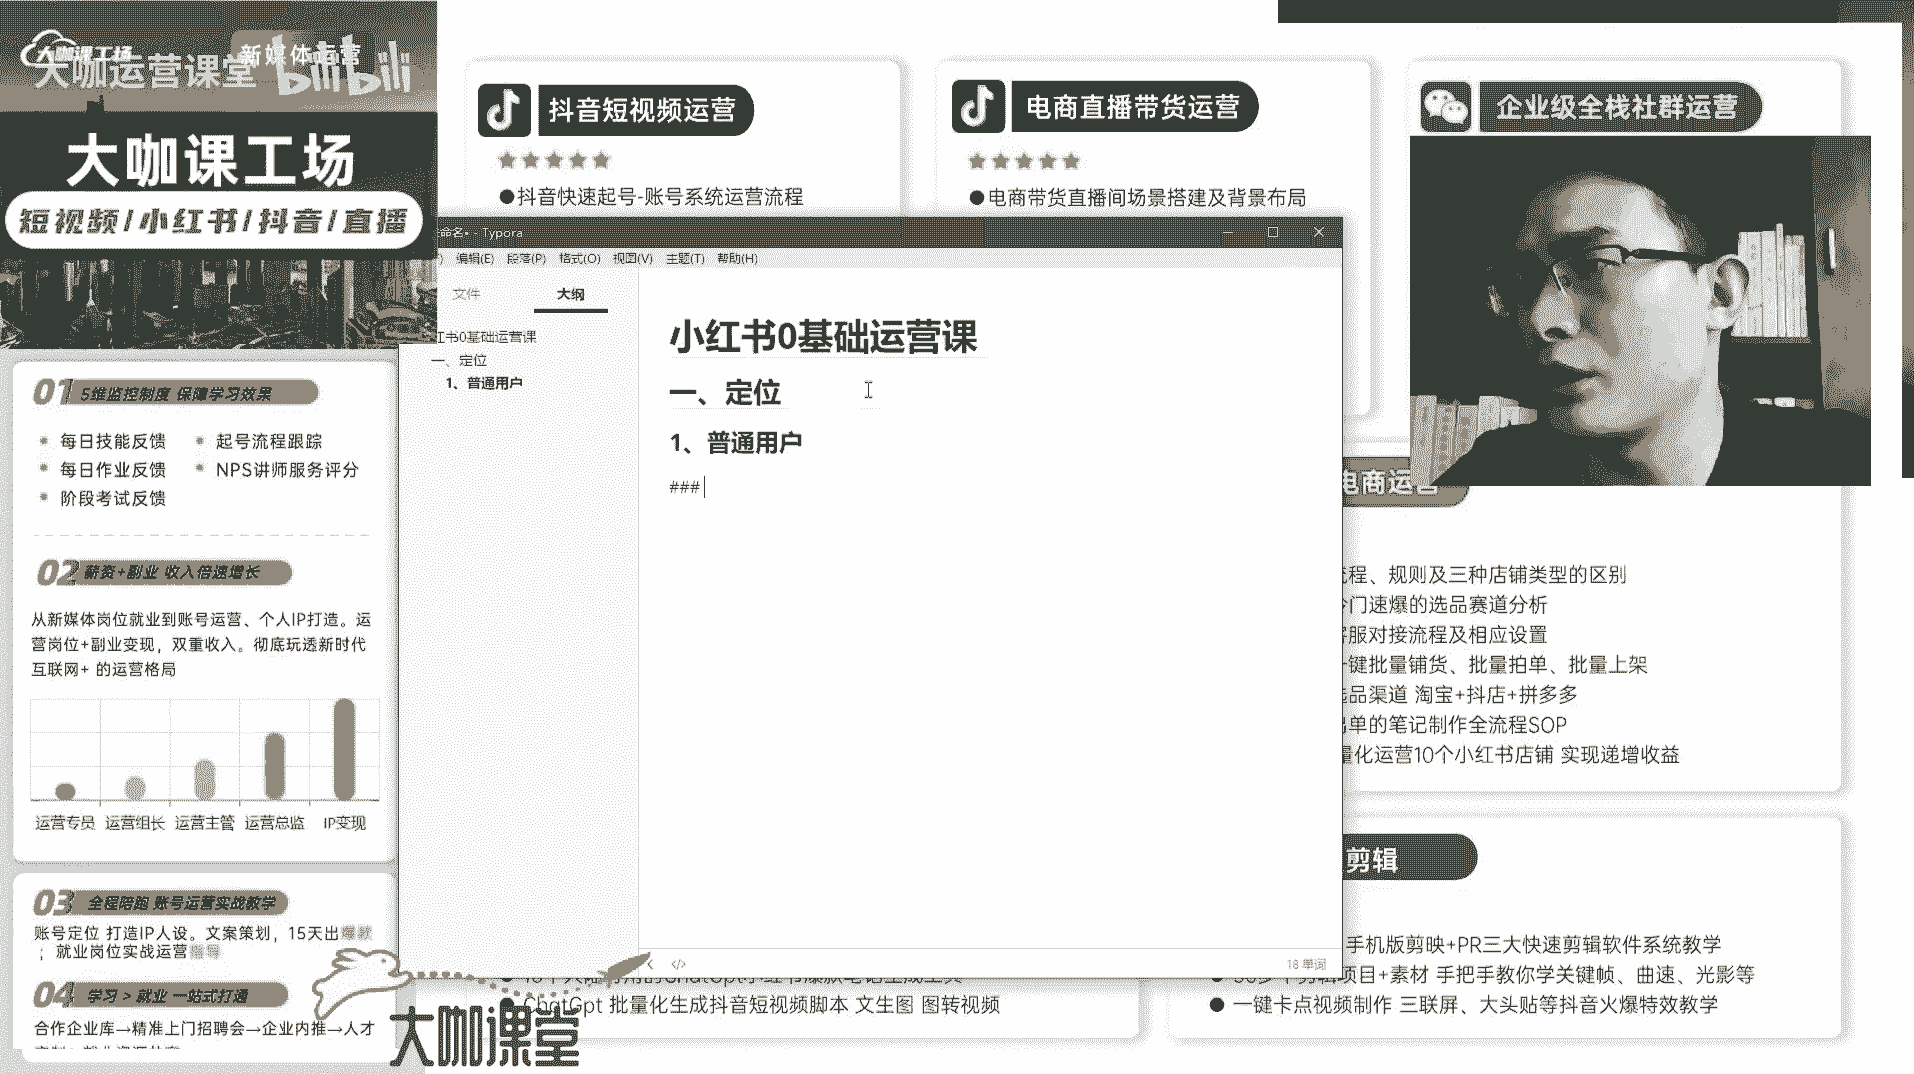 大咖课工场
大咖运营课堂
新媒体运营
bilibili
大咖课工场
短视频/小红书/抖音/直播
01 5维监控制度 保障学习效果
每日技能反馈
起号流程跟踪
每日作业反馈
NPS讲师服务评分
阶段考试反馈
02 薪资+副业 收入倍速增长
从新媒体岗位就业到账号运营、个人IP打造。运
营岗位+副业变现，双重收入。彻底玩透新时代
互联网+ 的运营格局
运营专员 运营组长 运营主管 运营总监 IP变现
03 全程陪跑 账号运营实战教学
账号定位 打造IP人设。文案策划，15天出爆款
；就业岗位实战运营指导
04 学习 > 就业 一站式打通
合作企业库→精准上门招聘会→企业内推→人才
抖音短视频运营
●抖音快速起号-账号系统运营流程
电商直播带货运营
●电商带货直播间场景搭建及背景布局
企业级全栈社群运营
命名• - Typora
编辑(E) 段落(P) 格式(O) 视图(V) 主题(T) 帮助(H)
文件 大纲
红书0基础运营课
一、定位
1、普通用户
小红书0基础运营课
一、定位
1、普通用户
###
</> 18 单词
电商运营
流程、规则及三种店铺类型的区别
冷门速爆的选品赛道分析
客服对接流程及相应设置
一键批量铺货、批量拍单、批量上架
选品渠道 淘宝+抖店+拼多多
出单的笔记制作全流程SOP
量化运营10个小红书店铺 实现递增收益
剪辑
手机版剪映+PR三大快速剪辑软件系统教学
项目+素材 手把手教你学关键帧、曲速、光影等
● 一键卡点视频制作 三联屏、大头贴等抖音火爆特效教学
● ChatGpt 批量化生成抖音短视频脚本 文生图 图转视频
大咖课堂